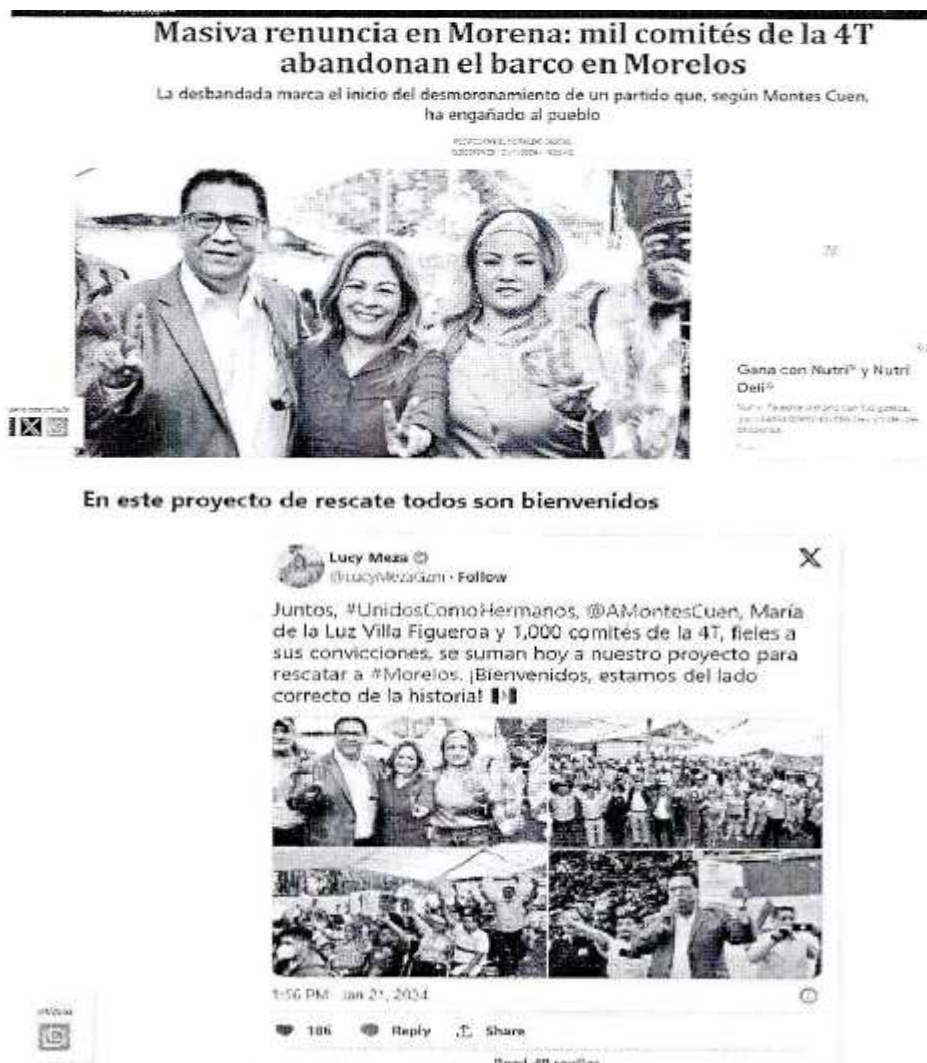 Masiva renuncia en Morena: mil comités de la 4T
abandonan el barco en Morelos
La desbandada marca el inicio del desmoronamiento de un partido que, según Montes Cuen,
ha engañado al pueblo
Gana con Nutri® y Nutri
Deli®
En este proyecto de rescate todos son bienvenidos
Lucy Meza
@LucyMezaGzm · Follow
Juntos, #UnidosComoHermanos, @AMontesCuen, María
de la Luz Villa Figueroa y 1,000 comités de la 4T, fieles a
sus convicciones, se suman hoy a nuestro proyecto para
rescatar a #Morelos. ¡Bienvenidos, estamos del lado
correcto de la historia!
1:56 PM · Jan 21, 2024
186 Reply Share
Read 49 replies